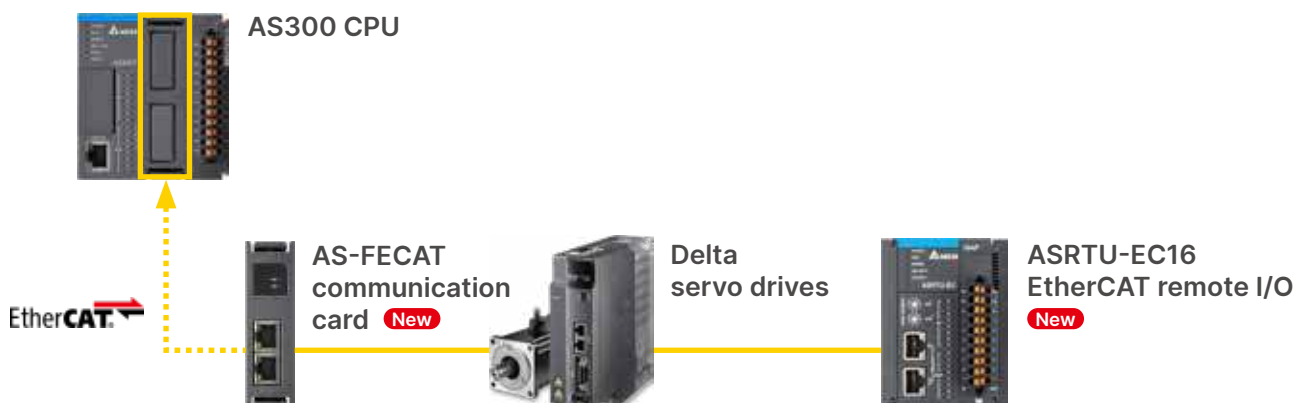 AS300 CPU
AS-FECAT
communication
card New
Delta
servo drives
ASRTU-EC16
EtherCAT remote I/O
New
EtherCAT